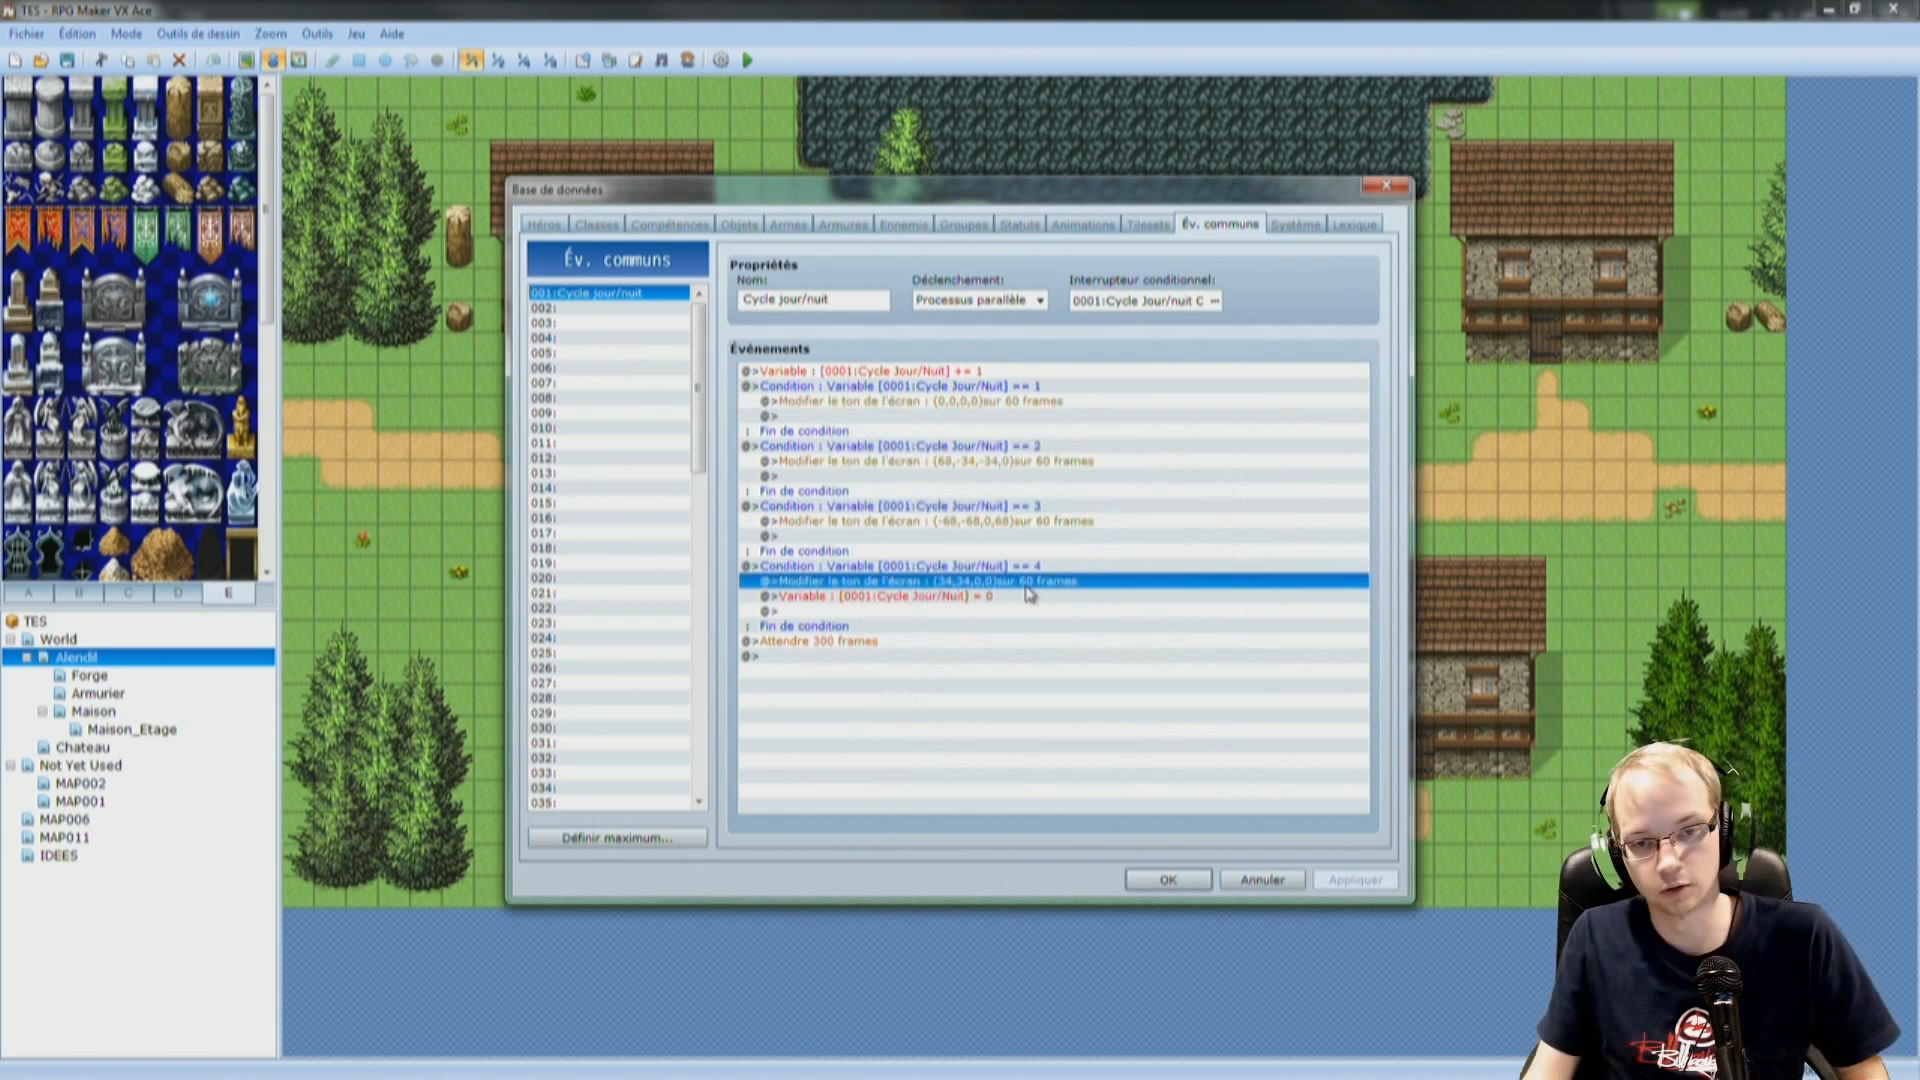 TES - RPG Maker VX Ace
Fichier Édition Mode Outils de dessin Zoom Outils Jeu Aide
Base de données
Héros Classes Compétences Objets Armes Armures Ennemis Groupes Statuts Animations Tilesets Év. communs Système Lexique
Év. communs
001:Cycle jour/nuit
002:
003:
004:
005:
006:
007:
008:
009:
010:
011:
012:
013:
014:
015:
016:
017:
018:
019:
020:
021:
022:
023:
024:
025:
026:
027:
028:
029:
030:
031:
032:
033:
034:
035:
Définir maximum...
Propriétés
Nom: Déclenchement: Interrupteur conditionnel:
Cycle jour/nuit Processus parallèle 0001:Cycle Jour/nuit C ...
Événements
@>Variable : [0001:Cycle Jour/Nuit] += 1
@>Condition : Variable [0001:Cycle Jour/Nuit] == 1
@>Modifier le ton de l'écran : (0,0,0,0)sur 60 frames
@>
: Fin de condition
@>Condition : Variable [0001:Cycle Jour/Nuit] == 2
@>Modifier le ton de l'écran : (68,-34,-34,0)sur 60 frames
@>
: Fin de condition
@>Condition : Variable [0001:Cycle Jour/Nuit] == 3
@>Modifier le ton de l'écran : (-68,-68,0,68)sur 60 frames
@>
: Fin de condition
@>Condition : Variable [0001:Cycle Jour/Nuit] == 4
@>Modifier le ton de l'écran : (34,34,0,0)sur 60 frames
@>Variable : [0001:Cycle Jour/Nuit] = 0
@>
: Fin de condition
@>Attendre 300 frames
@>
OK Annuler Appliquer
A B C D E
TES
World
Alendil
Forge
Armurier
Maison
Maison_Etage
Chateau
Not Yet Used
MAP002
MAP001
MAP006
MAP011
IDEES